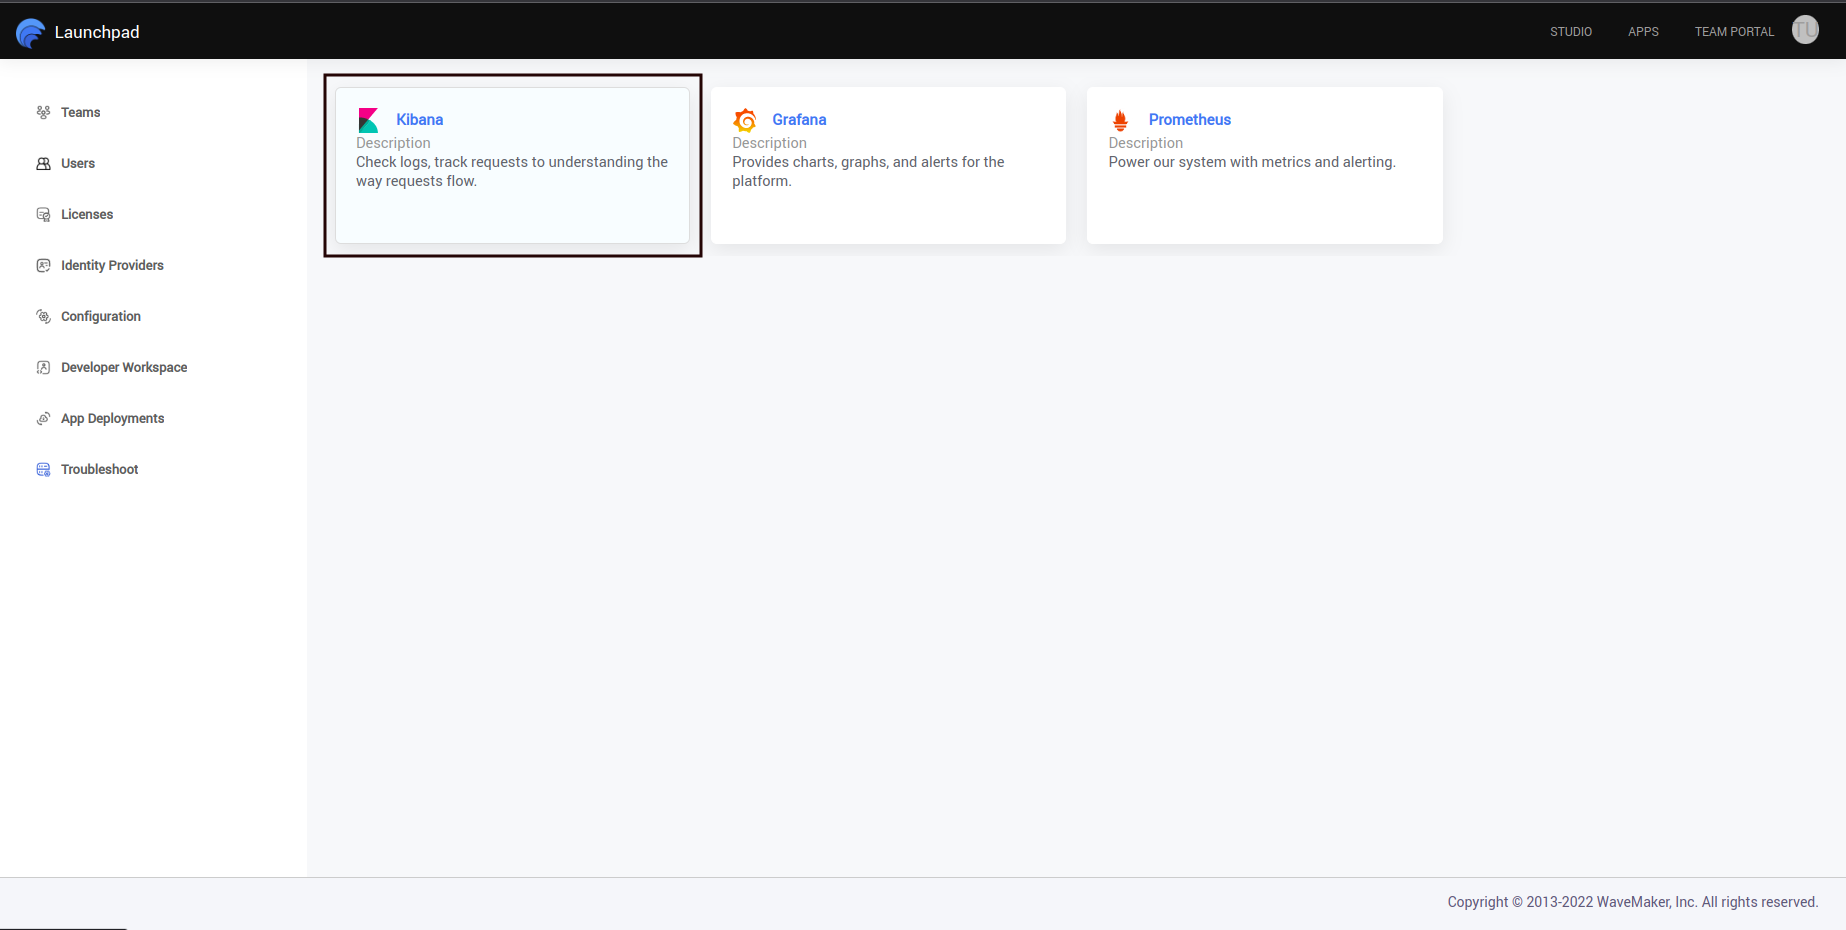 Launchpad
STUDIO
APPS
TEAM PORTAL
TU
Teams
Users
Licenses
Identity Providers
Configuration
Developer Workspace
App Deployments
Troubleshoot
Kibana
Description
Check logs, track requests to understanding the
way requests flow.
Grafana
Description
Provides charts, graphs, and alerts for the
platform.
Prometheus
Description
Power our system with metrics and alerting.
Copyright © 2013-2022 WaveMaker, Inc. All rights reserved.